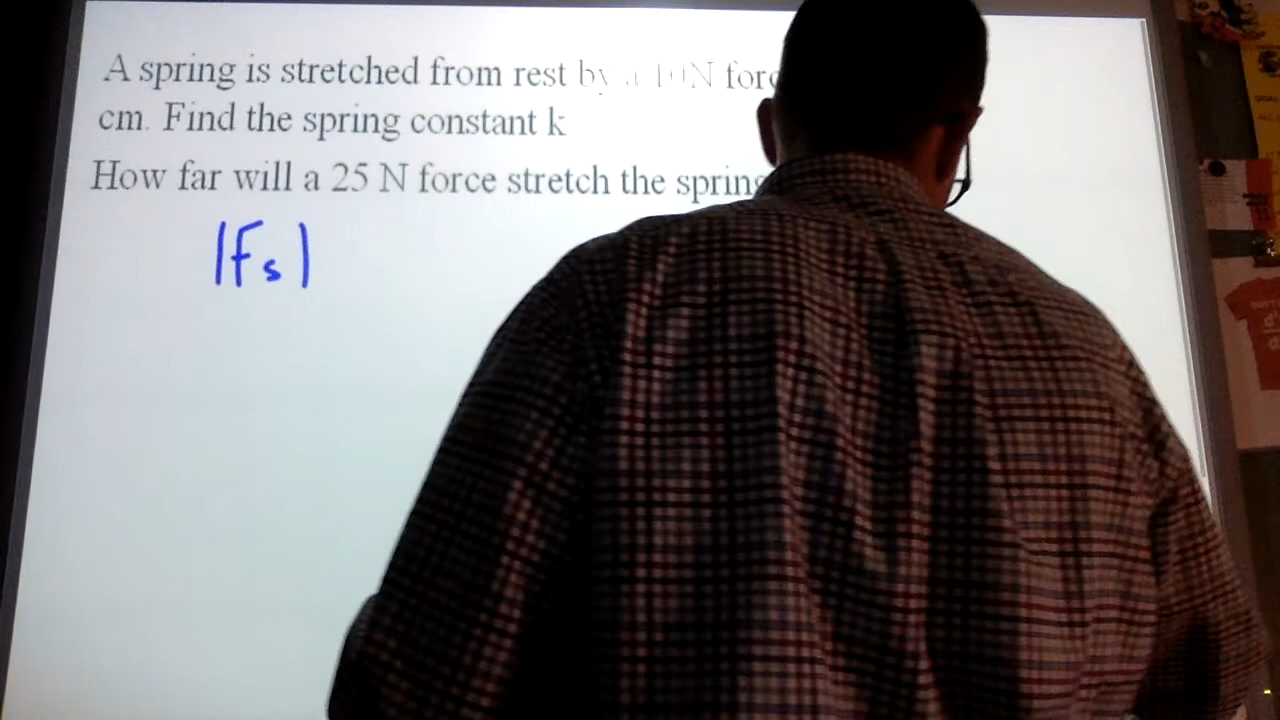 A spring is stretched from rest by a 10N
cm. Find the spring constant k
How far will a 25 N force stretch the spring
|Fs|